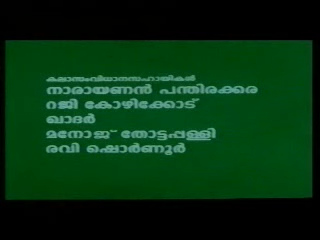 കലാസംവിധാനസഹായികൾ
നാരായണൻ പന്തിരക്കര
റജി കോഴിക്കോട്
ഖാദർ
മനോജ് തോട്ടപ്പള്ളി
രവി ഷൊർണൂർ